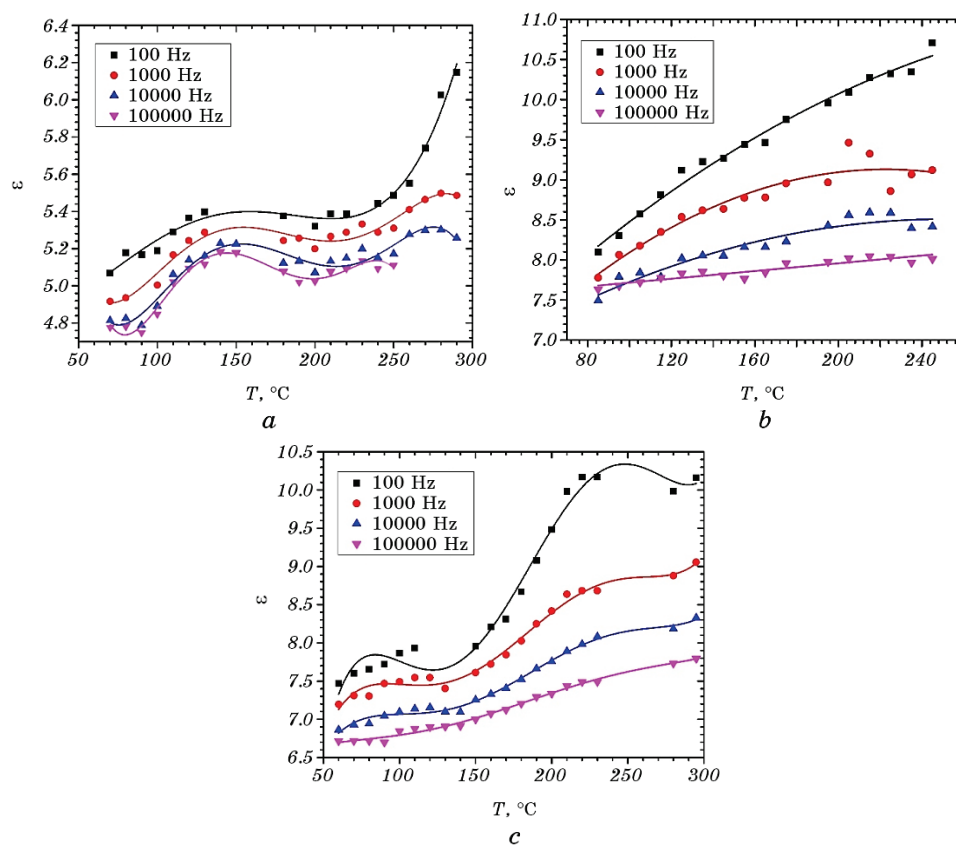 6.4
6.2
6.0
5.8
5.6
5.4
5.2
5.0
4.8
ε
100 Hz
1000 Hz
10000 Hz
100000 Hz
50 100 150 200 250 300
T, °C
a
11.0
10.5
10.0
9.5
9.0
8.5
8.0
7.5
7.0
ε
100 Hz
1000 Hz
10000 Hz
100000 Hz
80 120 160 200 240
T, °C
b
10.5
10.0
9.5
9.0
8.5
8.0
7.5
7.0
6.5
ε
100 Hz
1000 Hz
10000 Hz
100000 Hz
50 100 150 200 250 300
T, °C
c